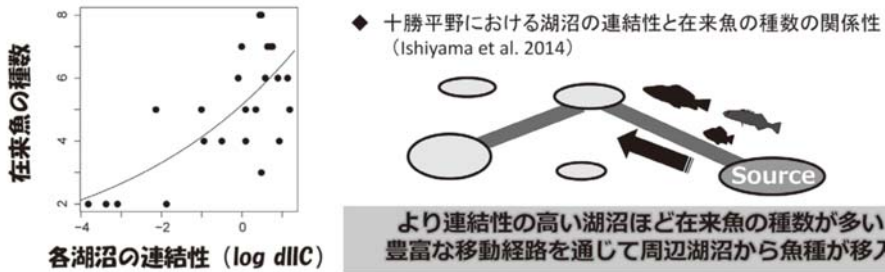 在来魚の種数
8
6
4
2
-4
-2
0
各湖沼の連結性（log dIIC）
◆ 十勝平野における湖沼の連結性と在来魚の種数の関係性
（Ishiyama et al. 2014）
Source
より連結性の高い湖沼ほど在来魚の種数が多い
豊富な移動経路を通じて周辺湖沼から魚種が移入